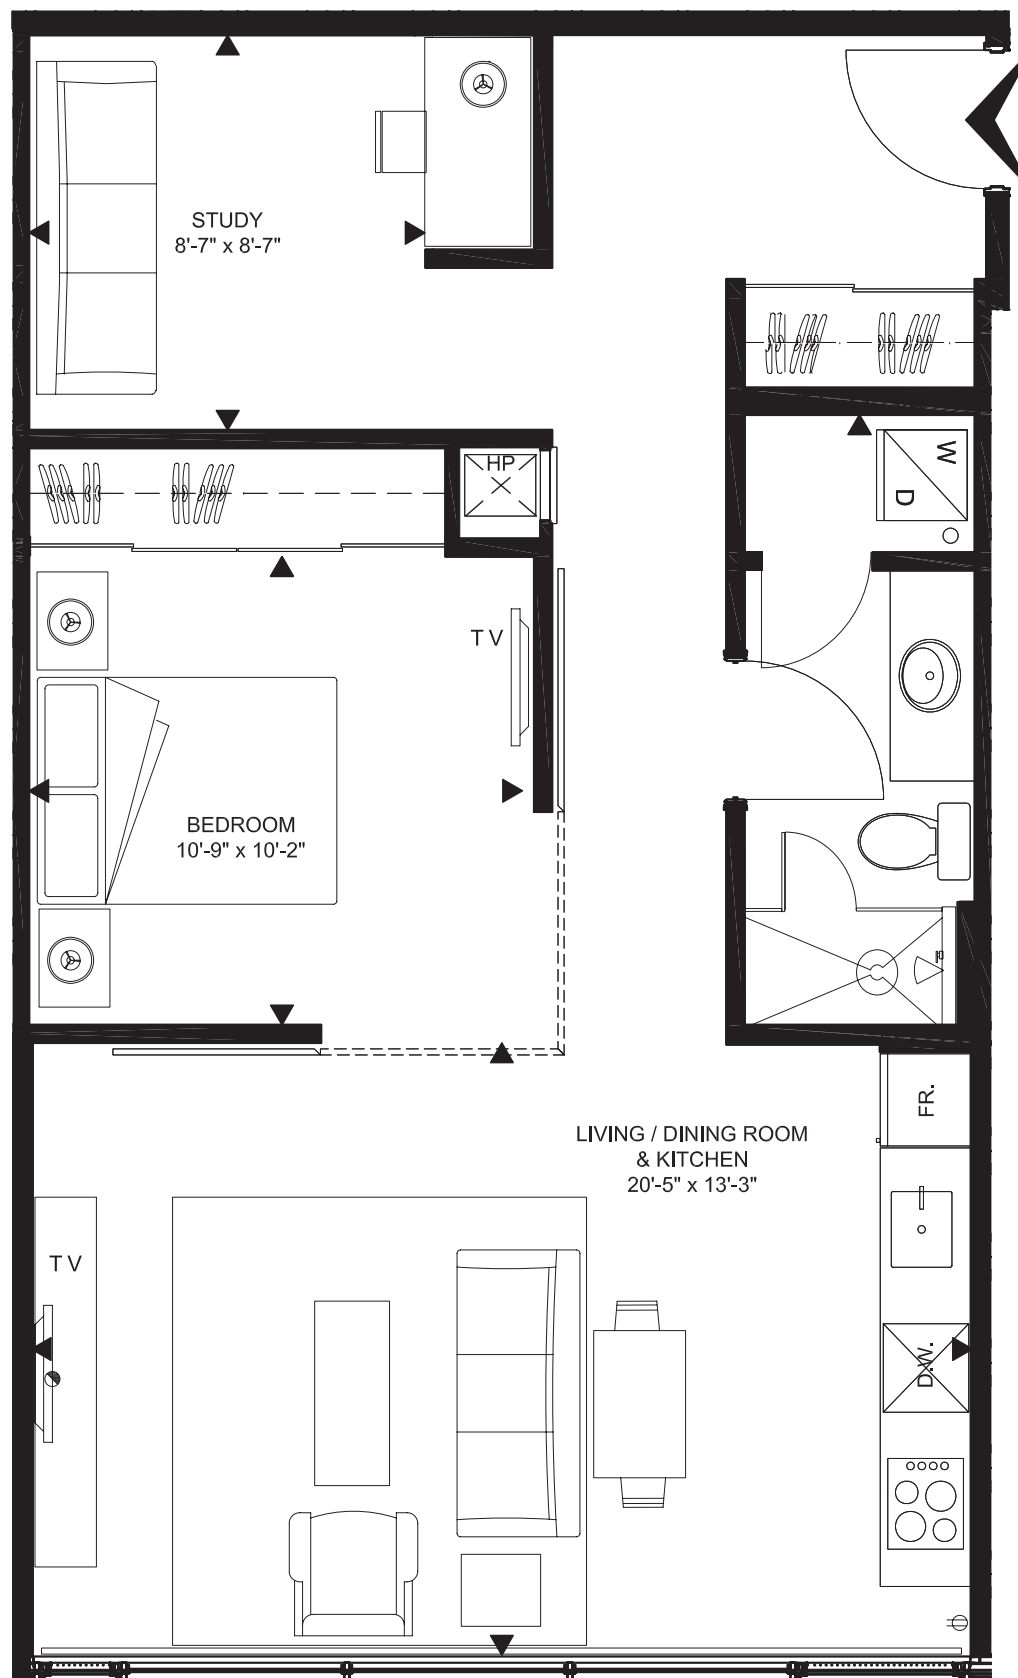 STUDY
8'-7" x 8'-7"
W
D
HP
TV
BEDROOM
10'-9" x 10'-2"
FR.
LIVING / DINING ROOM
& KITCHEN
20'-5" x 13'-3"
TV
D.W.